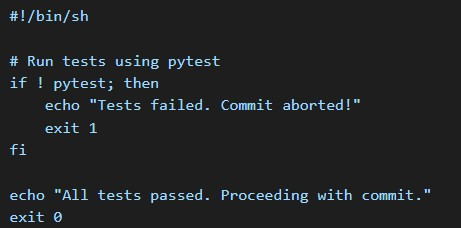 #!/bin/sh

# Run tests using pytest
if ! pytest; then
    echo "Tests failed. Commit aborted!"
    exit 1
fi

echo "All tests passed. Proceeding with commit."
exit 0